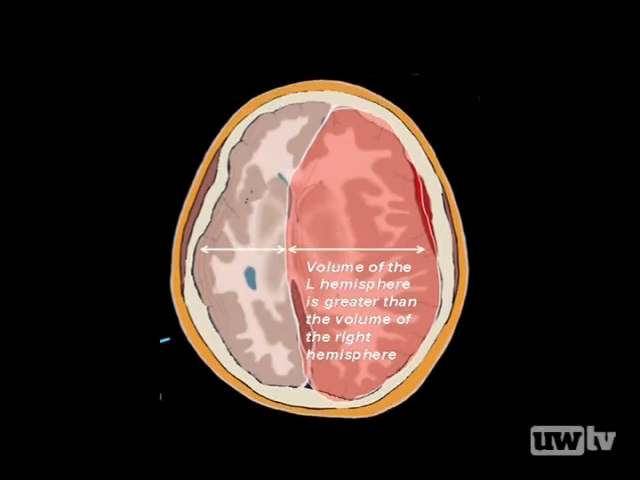 Volume of the
L hemisphere
is greater than
the volume of
the right
hemisphere
uwtv